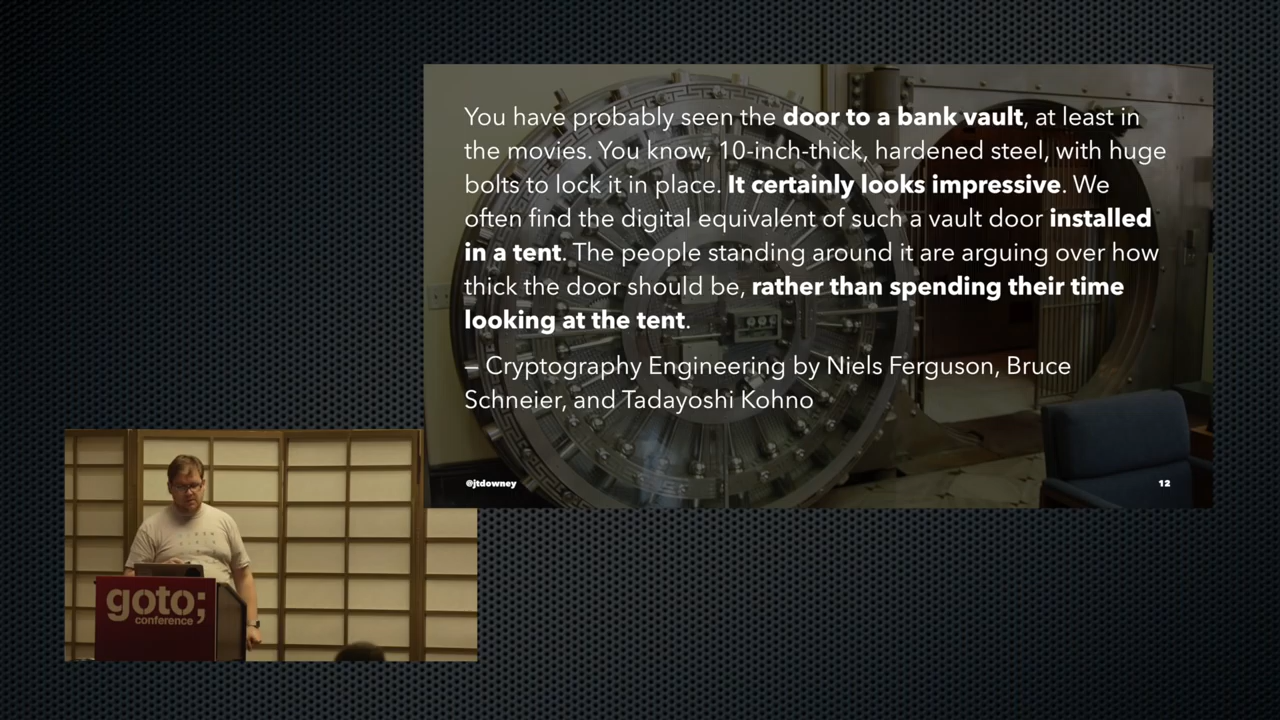 You have probably seen the door to a bank vault, at least in
the movies. You know, 10-inch-thick, hardened steel, with huge
bolts to lock it in place. It certainly looks impressive. We
often find the digital equivalent of such a vault door installed
in a tent. The people standing around it are arguing over how
thick the door should be, rather than spending their time
looking at the tent.
– Cryptography Engineering by Niels Ferguson, Bruce
Schneier, and Tadayoshi Kohno
@jtdowney
12
goto;
conference